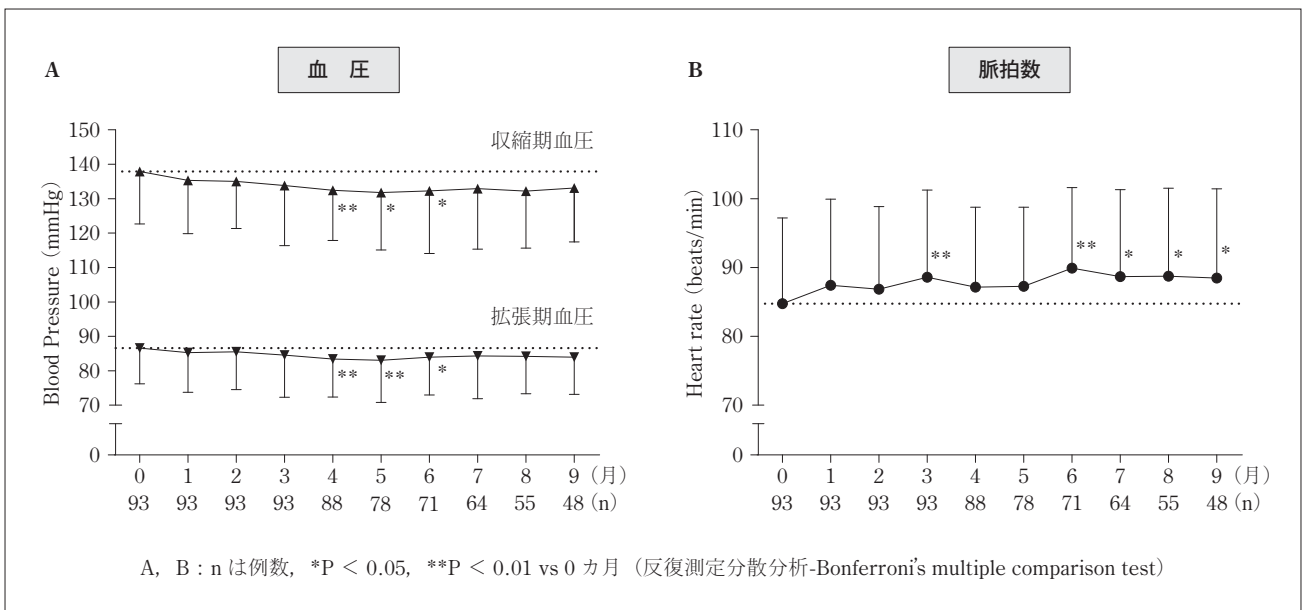 A
血 圧
150
140
130
120
110
100
90
80
70
0
Blood Pressure (mmHg)
収縮期血圧
** * *
拡張期血圧
** ** *
0 1 2 3 4 5 6 7 8 9 (月)
93 93 93 93 88 78 71 64 55 48 (n)
B
脈拍数
110
100
90
80
70
0
Heart rate (beats/min)
** ** * * *
0 1 2 3 4 5 6 7 8 9 (月)
93 93 93 93 88 78 71 64 55 48 (n)
A, B : n は例数, *P < 0.05, **P < 0.01 vs 0 カ月 (反復測定分散分析-Bonferroni's multiple comparison test)